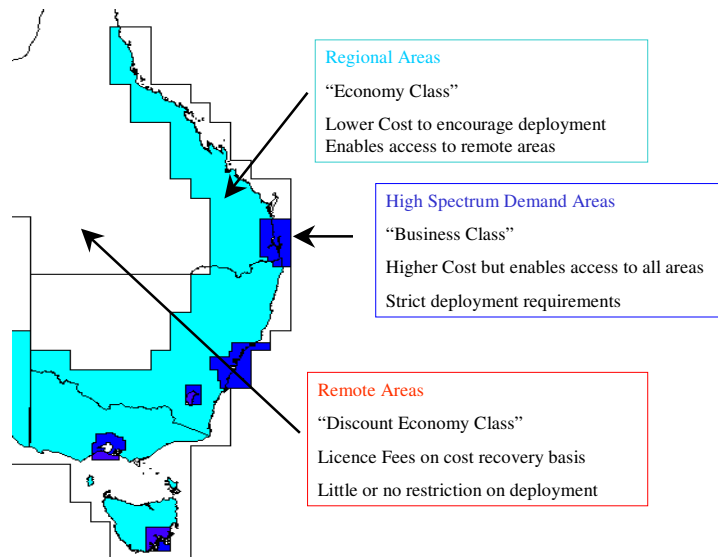 Regional Areas
“Economy Class”
Lower Cost to encourage deployment
Enables access to remote areas
High Spectrum Demand Areas
“Business Class”
Higher Cost but enables access to all areas
Strict deployment requirements
Remote Areas
“Discount Economy Class”
Licence Fees on cost recovery basis
Little or no restriction on deployment